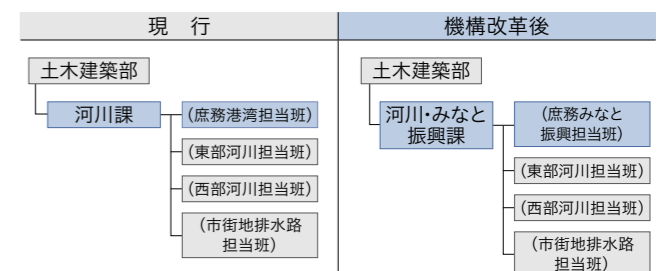 現 行
土木建築部
河川課
(庶務港湾担当班)
(東部河川担当班)
(西部河川担当班)
(市街地排水路
担当班)
機構改革後
土木建築部
河川・みなと
振興課
(庶務みなと
振興担当班)
(東部河川担当班)
(西部河川担当班)
(市街地排水路
担当班)